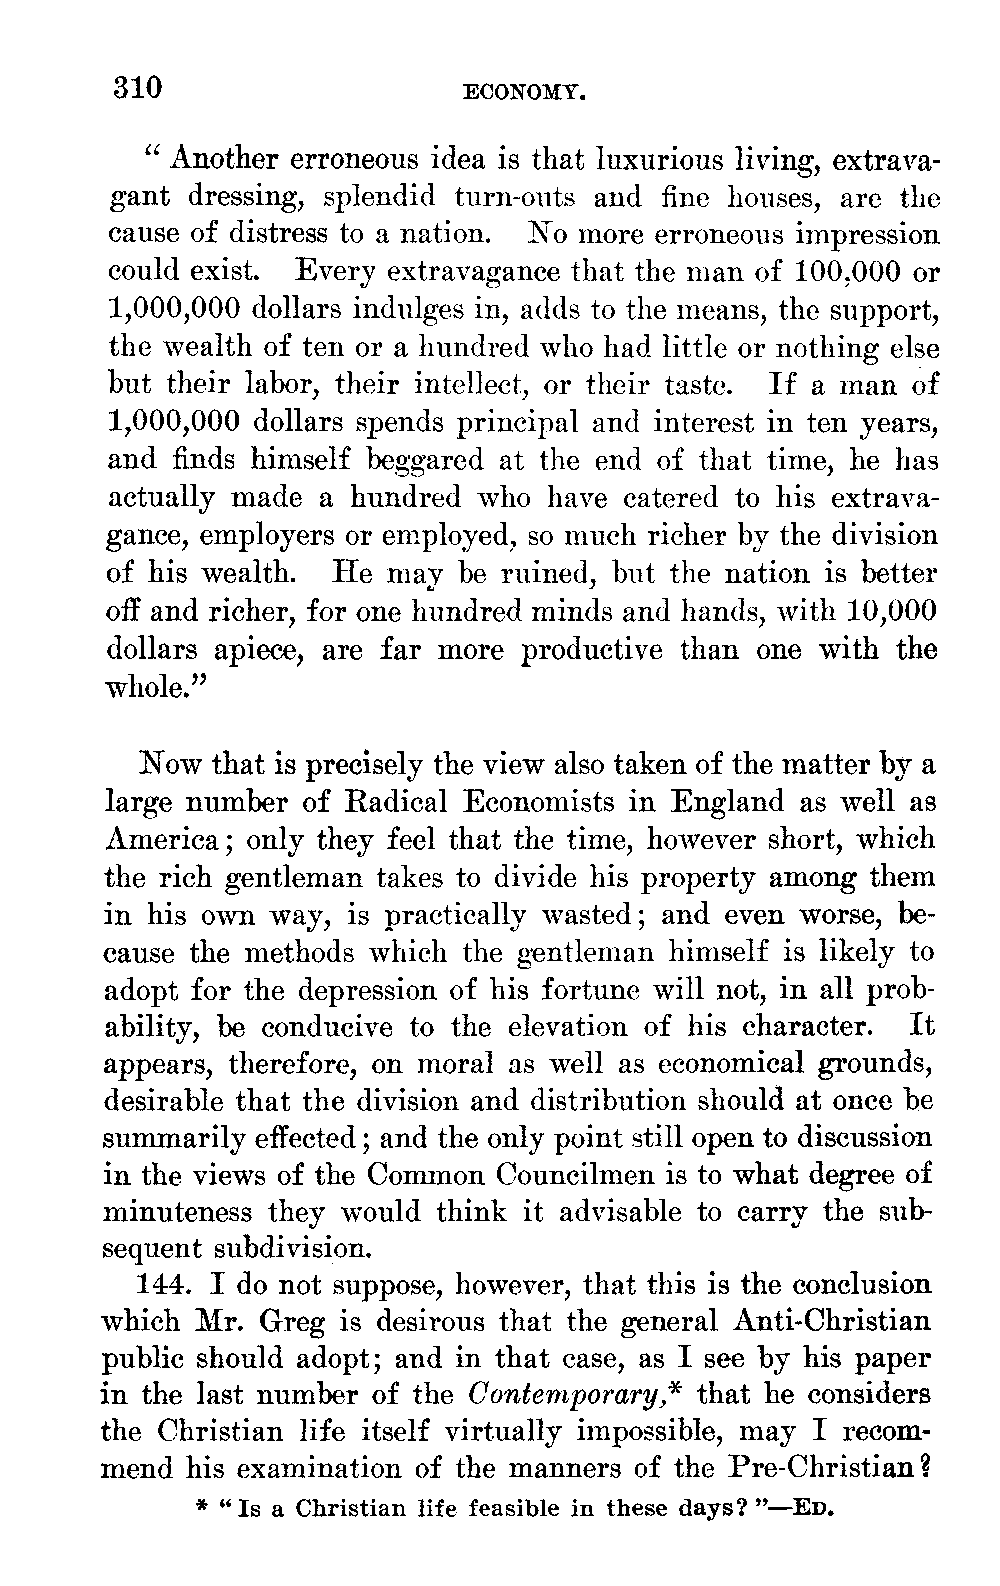 310 ECONOMY.
“ Another erroneous idea is that luxurious living, extrava-
gant dressing, splendid turn-outs and fine houses, are the
cause of distress to a nation. No more erroneous impression
could exist. Every extravagance that the man of 100,000 or
1,000,000 dollars indulges in, adds to the means, the support,
the wealth of ten or a hundred who had little or nothing else
but their labor, their intellect, or their taste. If a man of
1,000,000 dollars spends principal and interest in ten years,
and finds himself beggared at the end of that time, he has
actually made a hundred who have catered to his extrava-
gance, employers or employed, so much richer by the division
of his wealth. He may be ruined, but the nation is better
off and richer, for one hundred minds and hands, with 10,000
dollars apiece, are far more productive than one with the
whole.”
Now that is precisely the view also taken of the matter by a
large number of Radical Economists in England as well as
America; only they feel that the time, however short, which
the rich gentleman takes to divide his property among them
in his own way, is practically wasted; and even worse, be-
cause the methods which the gentleman himself is likely to
adopt for the depression of his fortune will not, in all prob-
ability, be conducive to the elevation of his character. It
appears, therefore, on moral as well as economical grounds,
desirable that the division and distribution should at once be
summarily effected; and the only point still open to discussion
in the views of the Common Councilmen is to what degree of
minuteness they would think it advisable to carry the sub-
sequent subdivision.
144. I do not suppose, however, that this is the conclusion
which Mr. Greg is desirous that the general Anti-Christian
public should adopt; and in that case, as I see by his paper
in the last number of the Contemporary,* that he considers
the Christian life itself virtually impossible, may I recom-
mend his examination of the manners of the Pre-Christian?
* “ Is a Christian life feasible in these days? ”—ED.